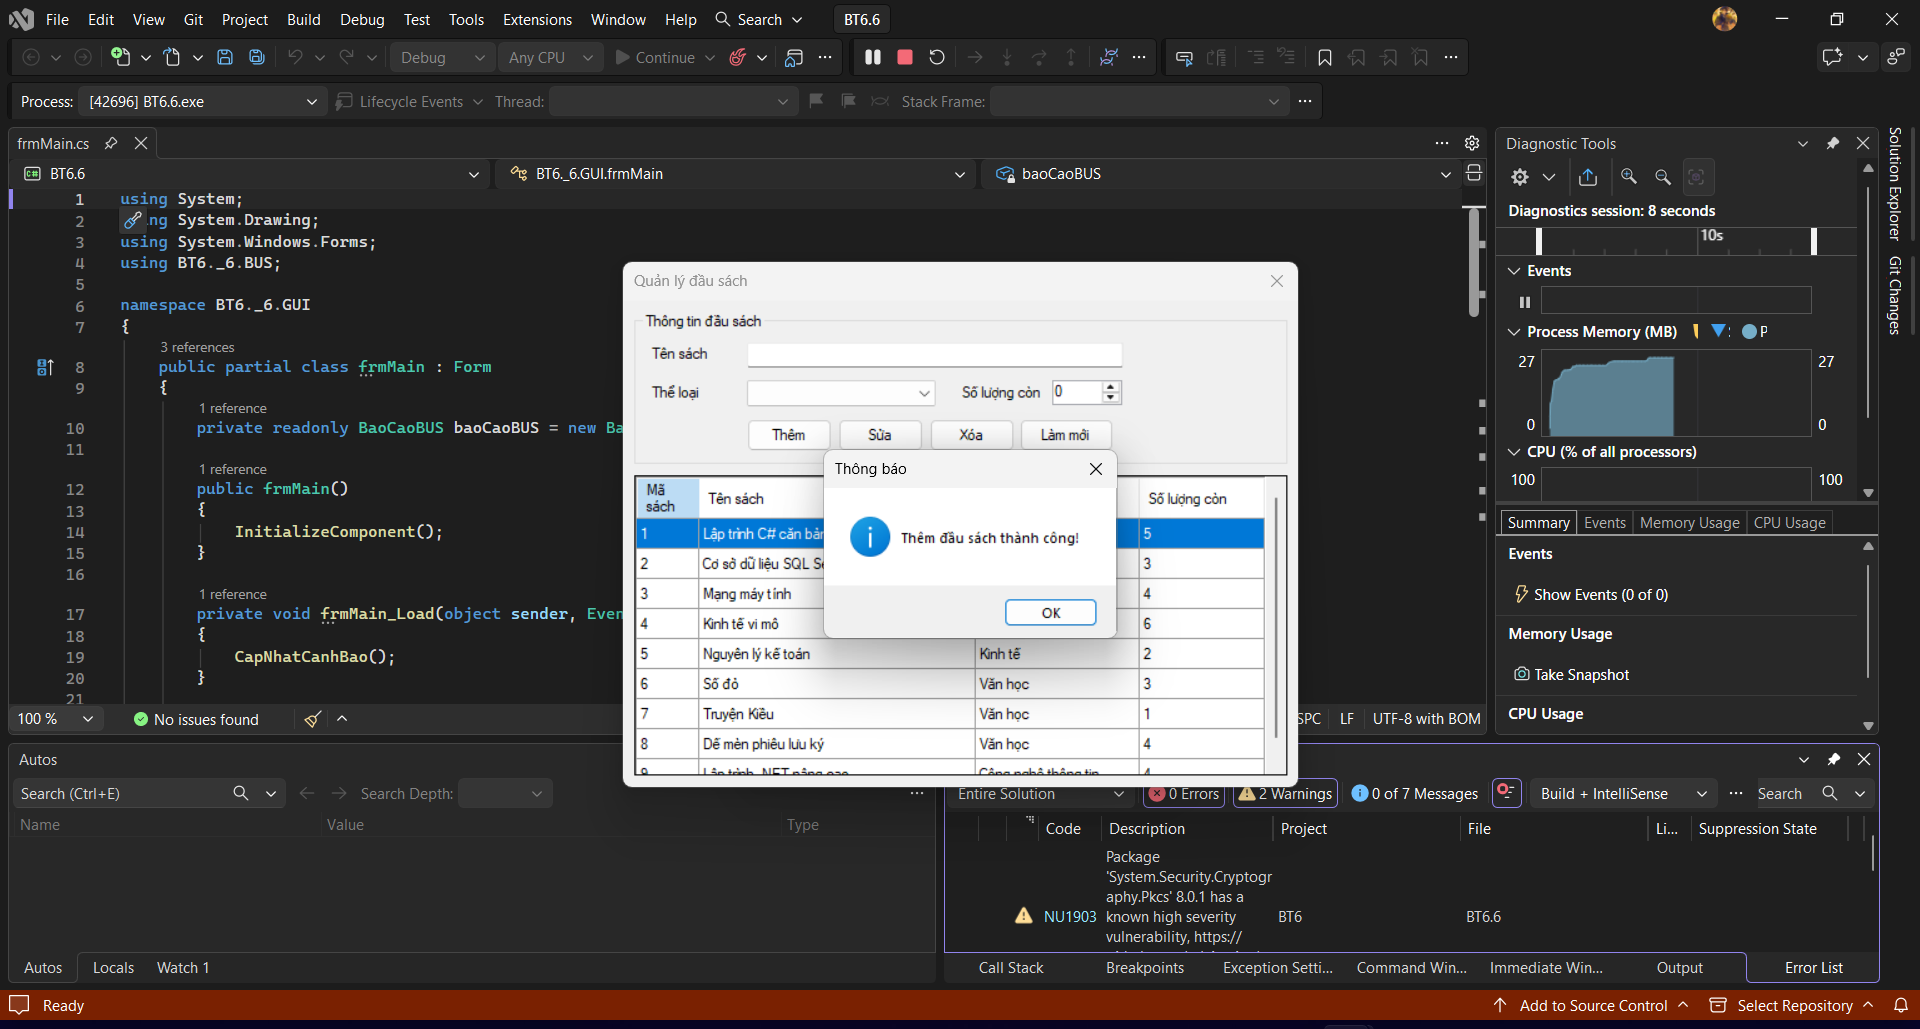 File Edit View Git Project Build Debug Test Tools Extensions Window Help Search BT6.6
Debug Any CPU Continue
Process: [42696] BT6.6.exe Lifecycle Events Thread: Stack Frame:
frmMain.cs
BT6.6 BT6._6.GUI.frmMain baoCaoBUS
1 using System;
2 ng System.Drawing;
3 using System.Windows.Forms;
4 using BT6._6.BUS;
5
6 namespace BT6._6.GUI
7 {
3 references
8 public partial class frmMain : Form
9 {
1 reference
10 private readonly BaoCaoBUS baoCaoBUS = new Ba
11
1 reference
12 public frmMain()
13 {
14 InitializeComponent();
15 }
16
1 reference
17 private void frmMain_Load(object sender, Even
18 {
19 CapNhatCanhBao();
20 }
21
100 % No issues found SPC LF UTF-8 with BOM
Quản lý đầu sách
Thông tin đầu sách
Tên sách
Thể loại Số lượng còn 0
Thêm Sửa Xóa Làm mới
Mã sách Tên sách Số lượng còn
1 Lập trình C# căn bản 5
2 Cơ sở dữ liệu SQL Se 3
3 Mạng máy tính 4
4 Kinh tế vi mô 6
5 Nguyên lý kế toán Kinh tế 2
6 Số đỏ Văn học 3
7 Truyện Kiều Văn học 1
8 Dế mèn phiêu lưu ký Văn học 4
9 Lập trình .NET nâng cao Công nghệ thông tin 4
Thông báo
Thêm đầu sách thành công!
OK
Diagnostic Tools
Diagnostics session: 8 seconds
10s
Events
Process Memory (MB) P
27 27
0 0
CPU (% of all processors)
100 100
Summary Events Memory Usage CPU Usage
Events
Show Events (0 of 0)
Memory Usage
Take Snapshot
CPU Usage
Solution Explorer
Git Changes
Autos
Search (Ctrl+E) Search Depth:
Name Value Type
Autos Locals Watch 1
Entire Solution 0 Errors 2 Warnings 0 of 7 Messages Build + IntelliSense Search
Code Description Project File Li... Suppression State
Package
'System.Security.Cryptogr
aphy.Pkcs' 8.0.1 has a
NU1903 known high severity BT6 BT6.6
vulnerability, https://
Call Stack Breakpoints Exception Setti... Command Win... Immediate Win... Output Error List
Ready Add to Source Control Select Repository